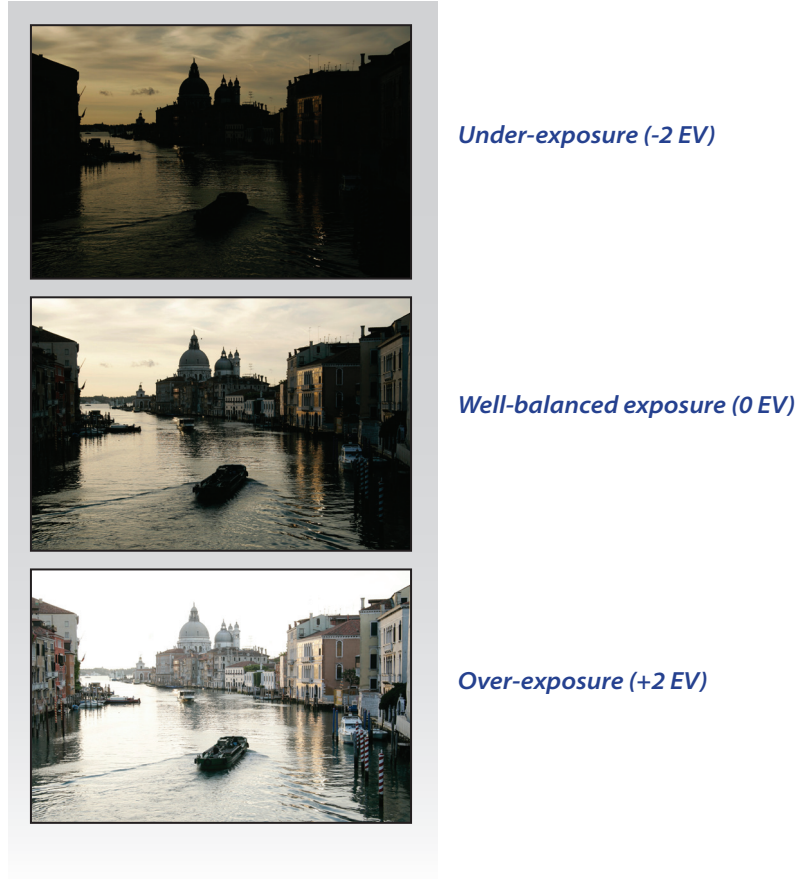 Under-exposure (-2 EV)
Well-balanced exposure (0 EV)
Over-exposure (+2 EV)